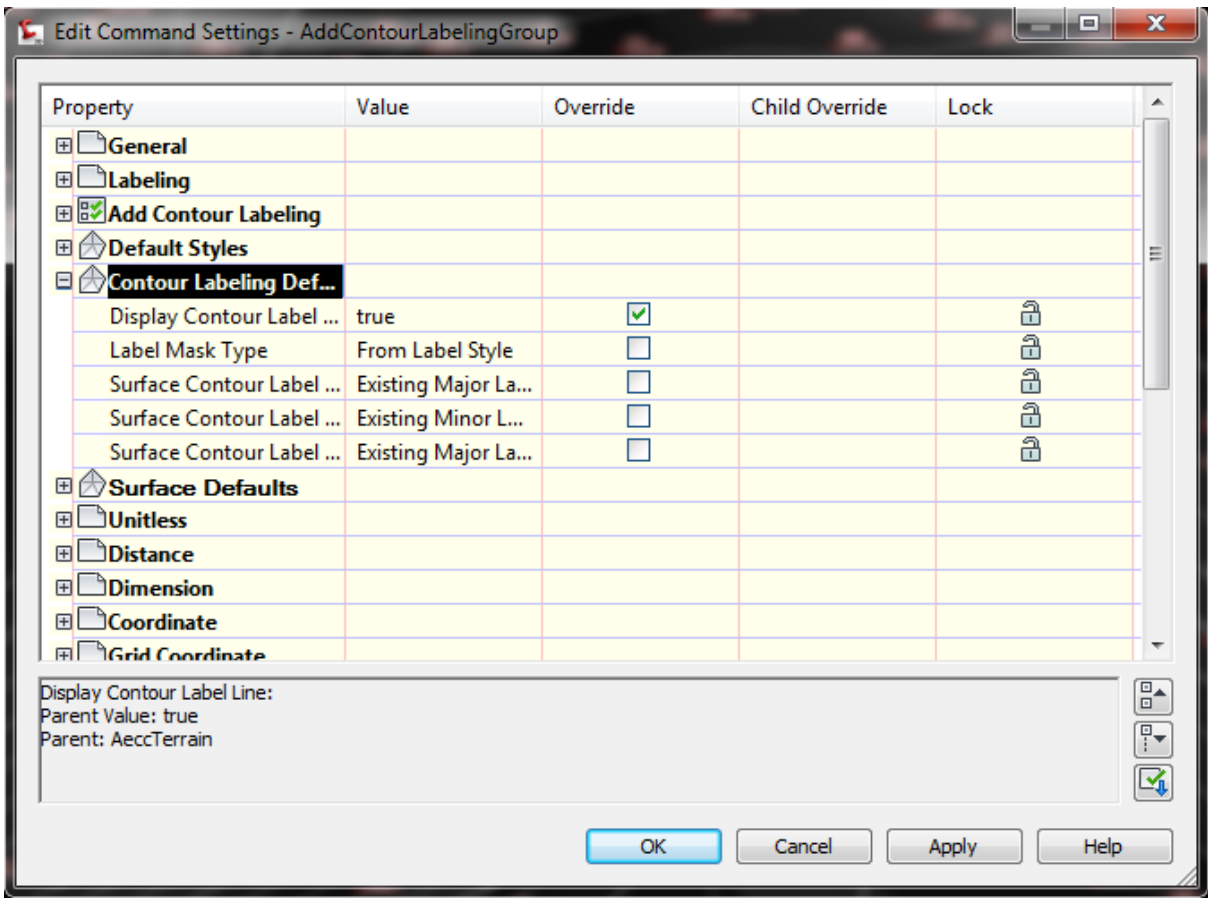 Edit Command Settings - AddContourLabelingGroup
Property Value Override Child Override Lock
General
Labeling
Add Contour Labeling
Default Styles
Contour Labeling Def...
Display Contour Label ... true
Label Mask Type From Label Style
Surface Contour Label ... Existing Major La...
Surface Contour Label ... Existing Minor L...
Surface Contour Label ... Existing Major La...
Surface Defaults
Unitless
Distance
Dimension
Coordinate
Grid Coordinate
Display Contour Label Line:
Parent Value: true
Parent: AeccTerrain
OK Cancel Apply Help